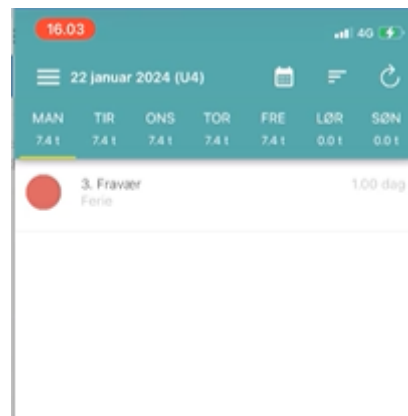 16.03 4G
22 januar 2024 (U4)
MAN TIR ONS TOR FRE LØR SØN
7.4 t 7.4 t 7.4 t 7.4 t 7.4 t 0.0 t 0.0 t
3. Fravær 1.00 dag
Ferie